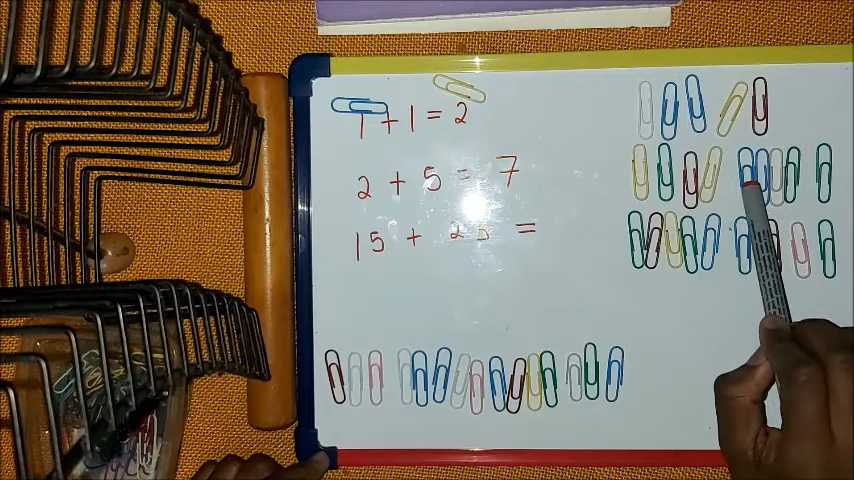 1 + 1 = 2
2 + 5 = 7
15 + 25 =